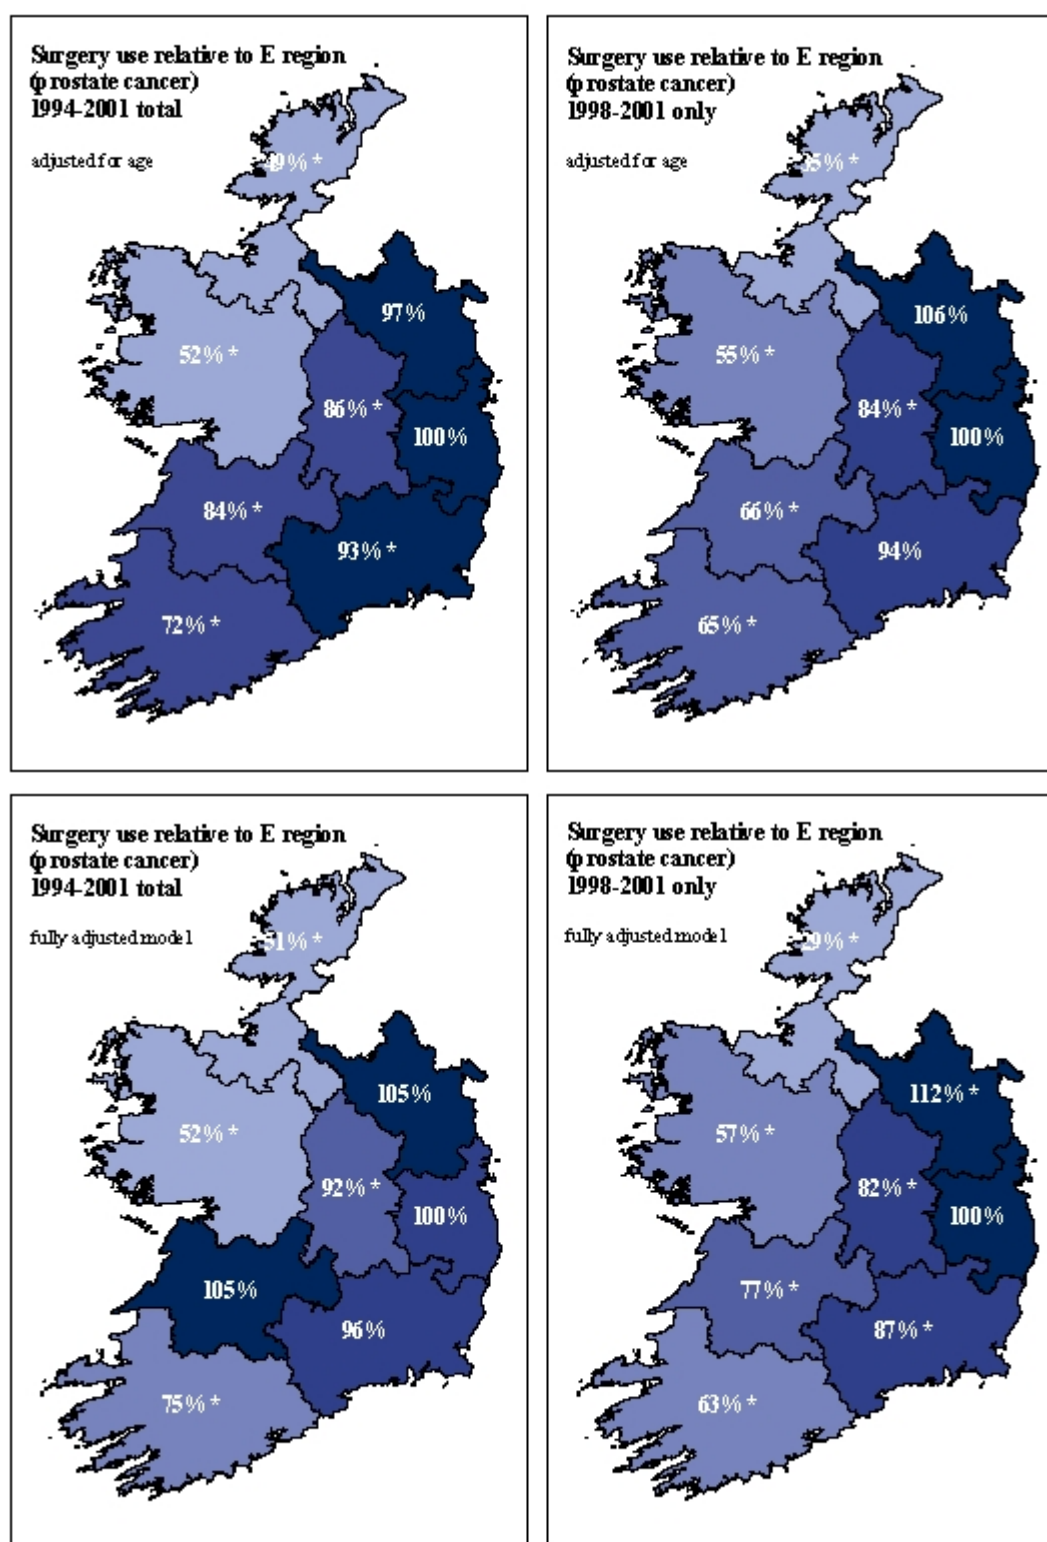 Surgery use relative to E region
(prostate cancer)
1994-2001 total
adjusted for age
49% *
97%
52% *
86% *
100%
84% *
93% *
72% *
Surgery use relative to E region
(prostate cancer)
1998-2001 only
adjusted for age
35% *
106%
55% *
84% *
100%
66% *
94%
65% *
Surgery use relative to E region
(prostate cancer)
1994-2001 total
fully adjusted model
51% *
105%
52% *
92% *
100%
105%
96%
75% *
Surgery use relative to E region
(prostate cancer)
1998-2001 only
fully adjusted model
29% *
112% *
57% *
82% *
100%
77% *
87% *
63% *